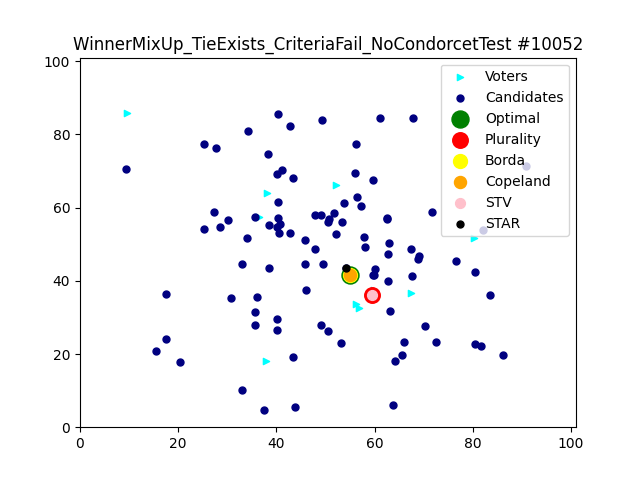 WinnerMixUp_TieExists_CriteriaFail_NoCondorcetTest #10052
100
80
60
40
20
0
0 20 40 60 80 100
Voters
Candidates
Optimal
Plurality
Borda
Copeland
STV
STAR